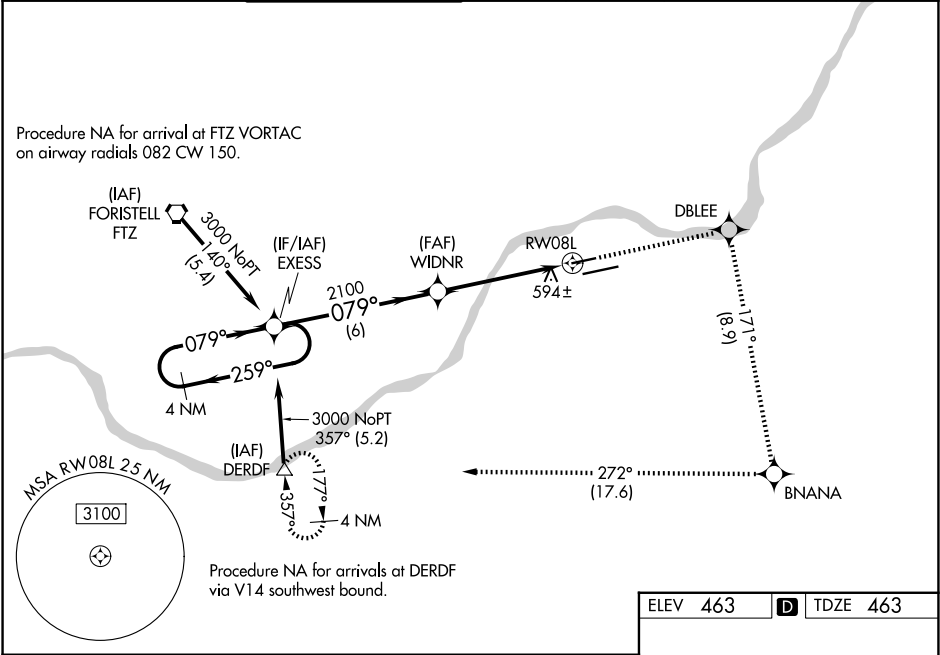 Procedure NA for arrival at FTZ VORTAC
on airway radials 082 CW 150.
(IAF)
FORISTELL
FTZ
3000 NoPT
140°
(5.4)
(IF/IAF)
EXESS
(FAF)
WIDNR
RW08L
DBLEE
2100
079°
(6)
594±
079°
259°
4 NM
171°
(8.9)
3000 NoPT
357° (5.2)
(IAF)
DERDF
177°
357°
4 NM
272°
(17.6)
BNANA
MSA RW08L 25 NM
3100
Procedure NA for arrivals at DERDF
via V14 southwest bound.
ELEV 463 D TDZE 463